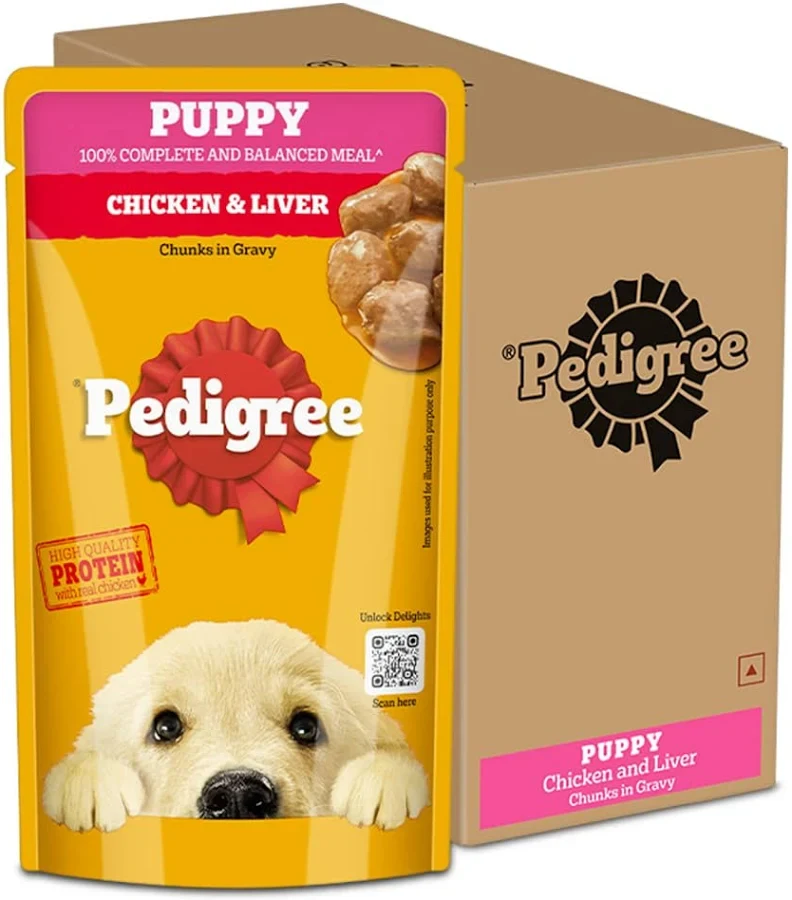 PUPPY
100% COMPLETE AND BALANCED MEAL^
CHICKEN & LIVER
Chunks in Gravy
® Pedigree
Images used for illustration purpose only
HIGH QUALITY
PROTEIN
with real chicken
Unlock Delights
Scan here
® Pedigree
PUPPY
Chicken and Liver
Chunks in Gravy